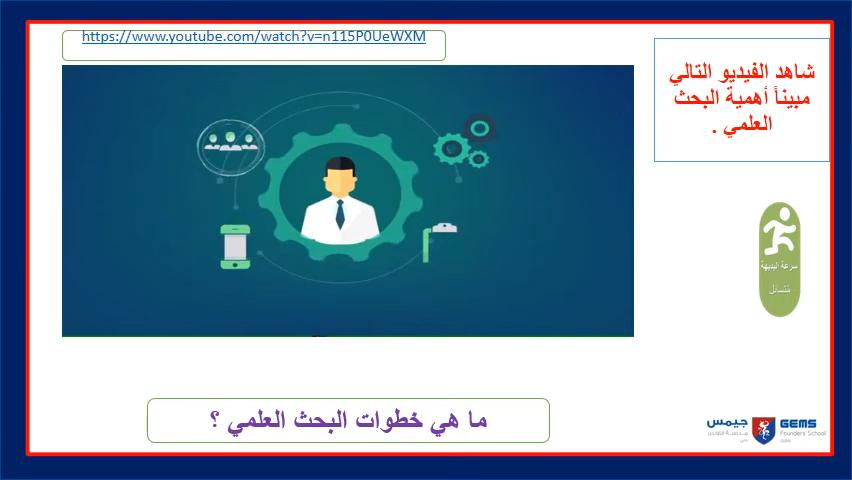 https://www.youtube.com/watch?v=n115P0UeWXM
شاهد الفيديو التالي
مبيناً أهمية البحث
العلمي .
سرعة البديهة
مُتسائل
ما هي خطوات البحث العلمي ؟
جيمس
GEMS
Founders School